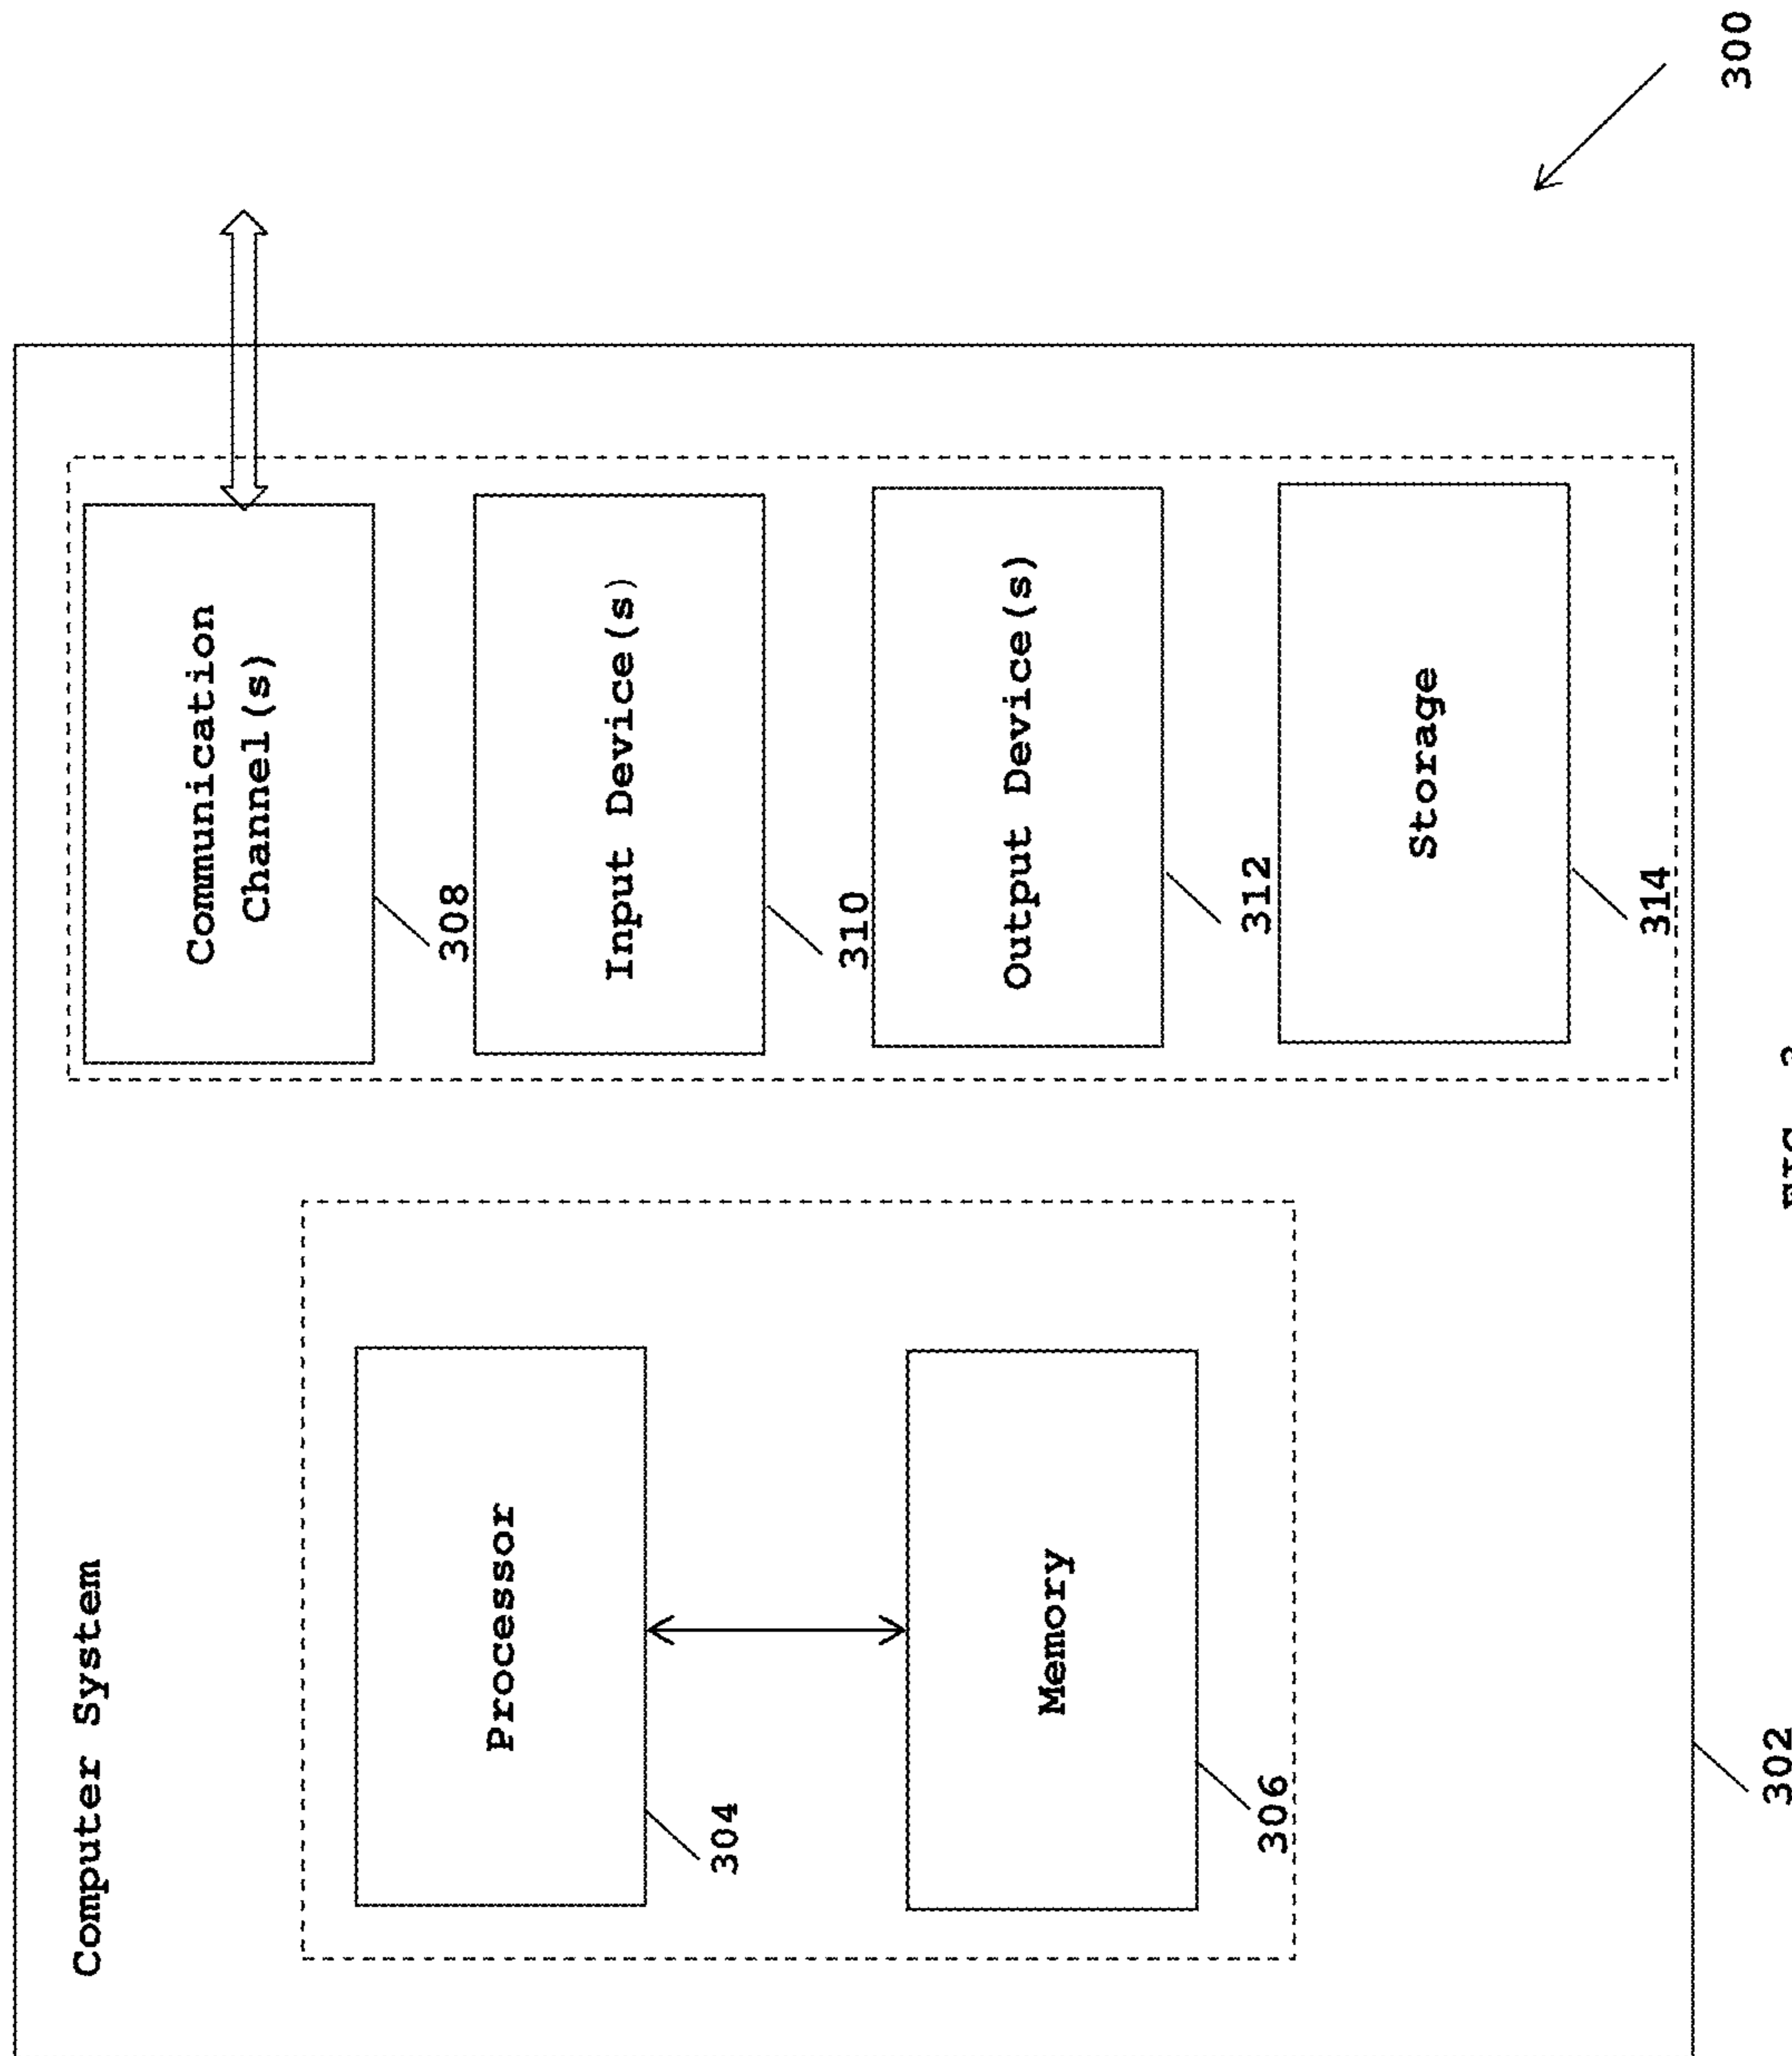 Computer System
Communication
Channel(s)
308
Processor
Input Device(s)
304
310
Output Device(s)
Memory
312
306
Storage
314
300
302